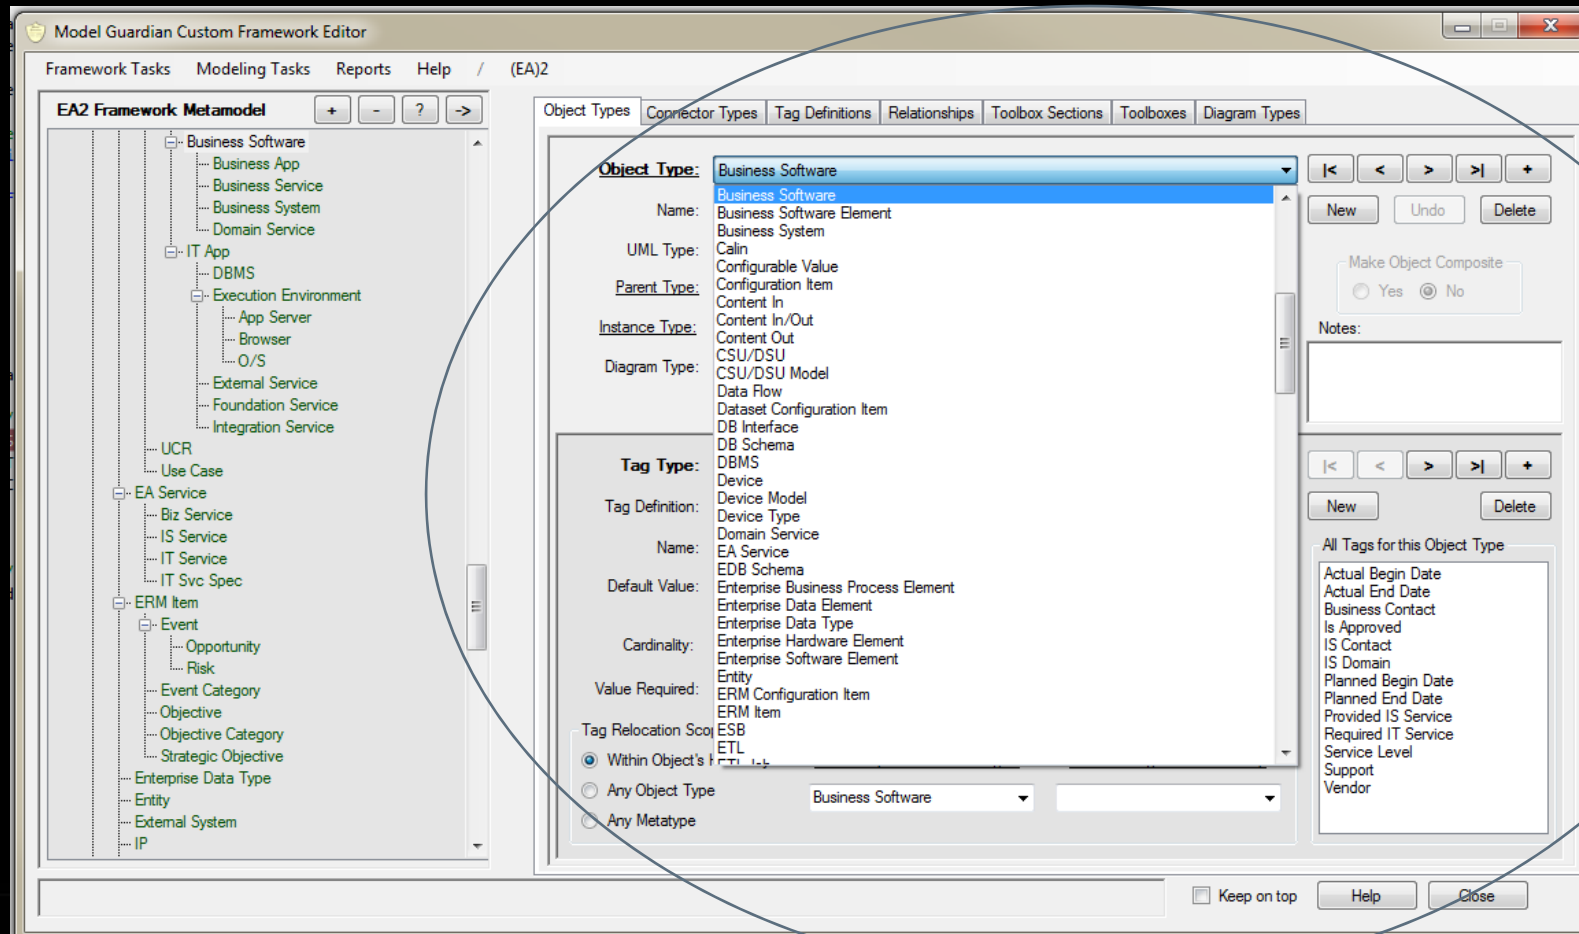 Model Guardian Custom Framework Editor
X
Framework Tasks Modeling Tasks Reports Help / (EA)2
EA2 Framework Metamodel + - ? ->
Business Software
Business App
Business Service
Business System
Domain Service
IT App
DBMS
Execution Environment
App Server
Browser
O/S
External Service
Foundation Service
Integration Service
UCR
Use Case
EA Service
Biz Service
IS Service
IT Service
IT Svc Spec
ERM Item
Event
Opportunity
Risk
Event Category
Objective
Objective Category
Strategic Objective
Enterprise Data Type
Entity
External System
IP
Object Types Connector Types Tag Definitions Relationships Toolbox Sections Toolboxes Diagram Types
Object Type: Business Software
Name:
UML Type:
Parent Type:
Instance Type:
Diagram Type:
Business Software
Business Software Element
Business System
Calin
Configurable Value
Configuration Item
Content In
Content In/Out
Content Out
CSU/DSU
CSU/DSU Model
Data Flow
Dataset Configuration Item
DB Interface
DB Schema
DBMS
Device
Device Model
Device Type
Domain Service
EA Service
EDB Schema
Enterprise Business Process Element
Enterprise Data Element
Enterprise Data Type
Enterprise Hardware Element
Enterprise Software Element
Entity
ERM Configuration Item
ERM Item
ESB
ETL
ETL Job
|< < > >| +
New Undo Delete
Make Object Composite
Yes No
Notes:
Tag Type:
Tag Definition:
Name:
Default Value:
Cardinality:
Value Required:
Tag Relocation Scop
Within Object's H
Any Object Type
Any Metatype
Business Software
|< < > >| +
New Delete
All Tags for this Object Type
Actual Begin Date
Actual End Date
Business Contact
Is Approved
IS Contact
IS Domain
Planned Begin Date
Planned End Date
Provided IS Service
Required IT Service
Service Level
Support
Vendor
Keep on top Help Close